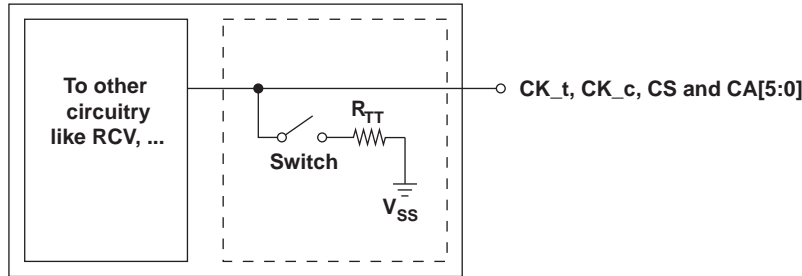 To other
circuitry
like RCV, ...
CK_t, CK_c, CS and CA[5:0]
RTT
Switch
VSS